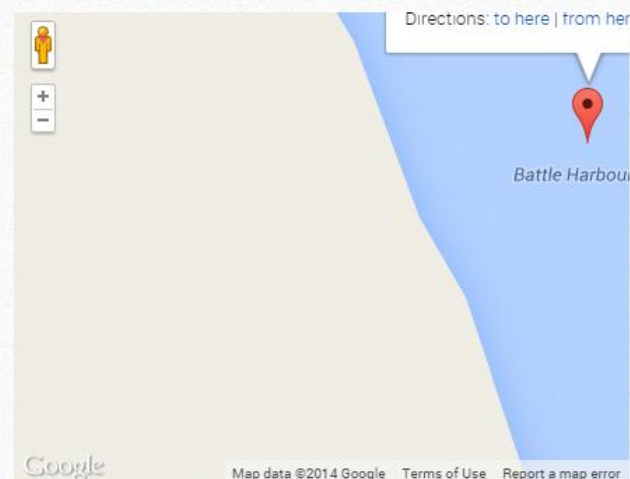 Directions: to here | from her
+
−
Battle Harbour
Google
Map data ©2014 Google Terms of Use Report a map error